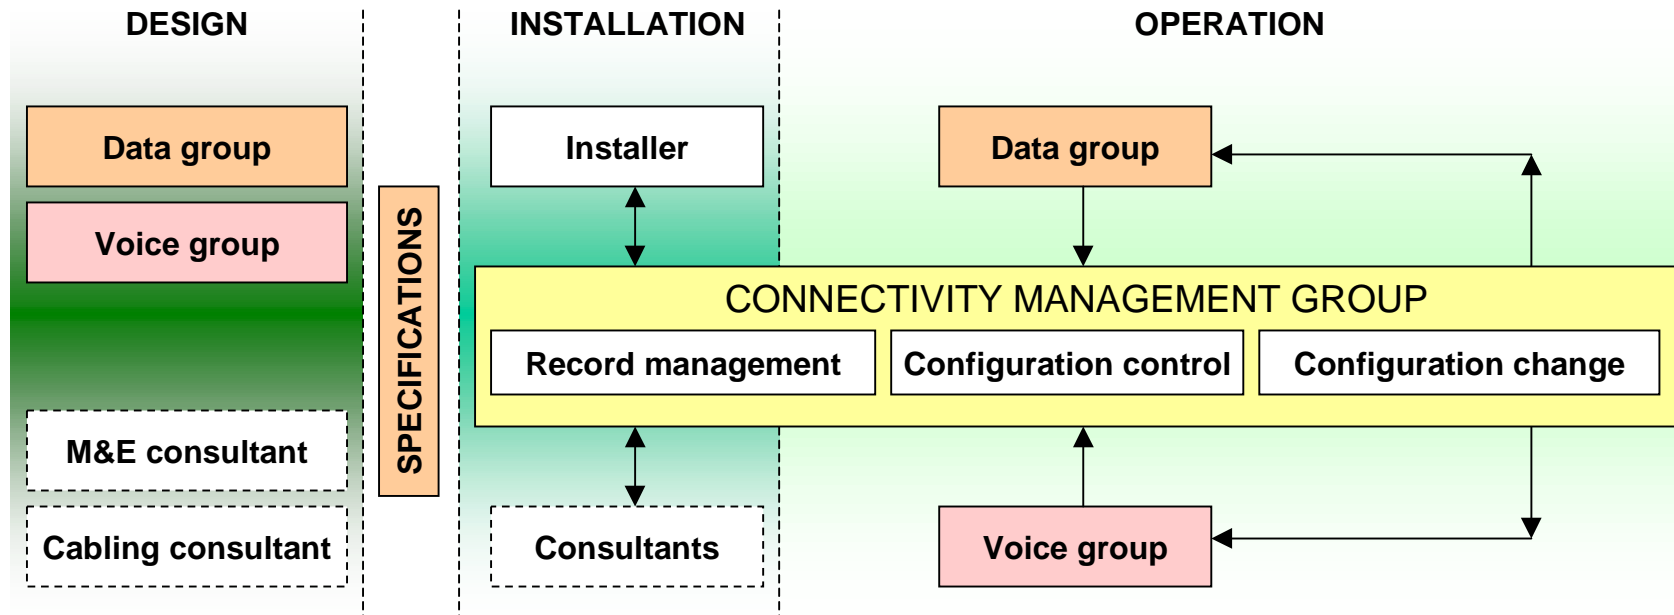 DESIGN
INSTALLATION
OPERATION
Data group
Voice group
M&E consultant
Cabling consultant
SPECIFICATIONS
Installer
Data group
CONNECTIVITY MANAGEMENT GROUP
Record management
Configuration control
Configuration change
Consultants
Voice group